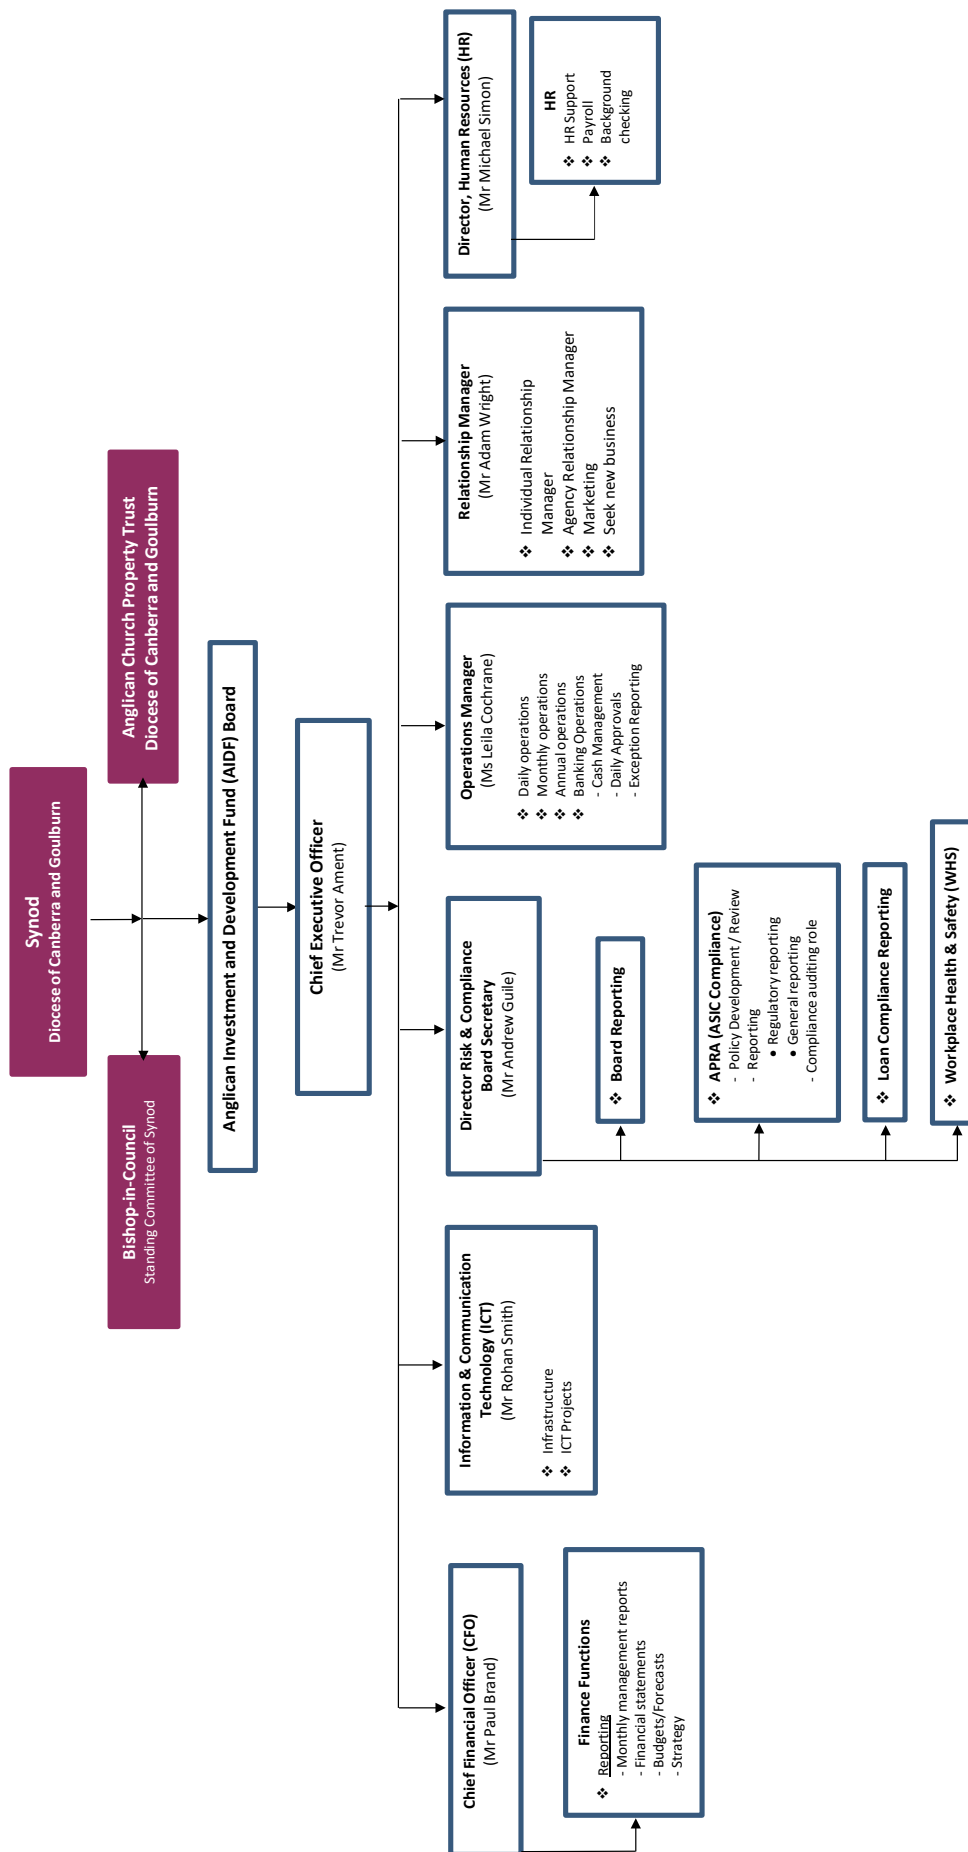 Synod
Diocese of Canberra and Goulburn
Bishop-in-Council
Standing Committee of Synod
Anglican Church Property Trust
Diocese of Canberra and Goulburn
Anglican Investment and Development Fund (AIDF) Board
Chief Executive Officer
(Mr Trevor Ament)
Chief Financial Officer (CFO)
(Mr Paul Brand)
Finance Functions
❖ Reporting
- Monthly management reports
- Financial statements
- Budgets/Forecasts
- Strategy
Information & Communication
Technology (ICT)
(Mr Rohan Smith)
❖ Infrastructure
❖ ICT Projects
Director Risk & Compliance
Board Secretary
(Mr Andrew Guile)
❖ Board Reporting
❖ APRA (ASIC Compliance)
- Policy Development / Review
- Reporting
• Regulatory reporting
• General reporting
- Compliance auditing role
❖ Loan Compliance Reporting
❖ Workplace Health & Safety (WHS)
Operations Manager
(Ms Leila Cochrane)
❖ Daily operations
❖ Monthly operations
❖ Annual operations
❖ Banking Operations
- Cash Management
- Daily Approvals
- Exception Reporting
Relationship Manager
(Mr Adam Wright)
❖ Individual Relationship
Manager
❖ Agency Relationship Manager
❖ Marketing
❖ Seek new business
Director, Human Resources (HR)
(Mr Michael Simon)
HR
❖ HR Support
❖ Payroll
❖ Background
checking